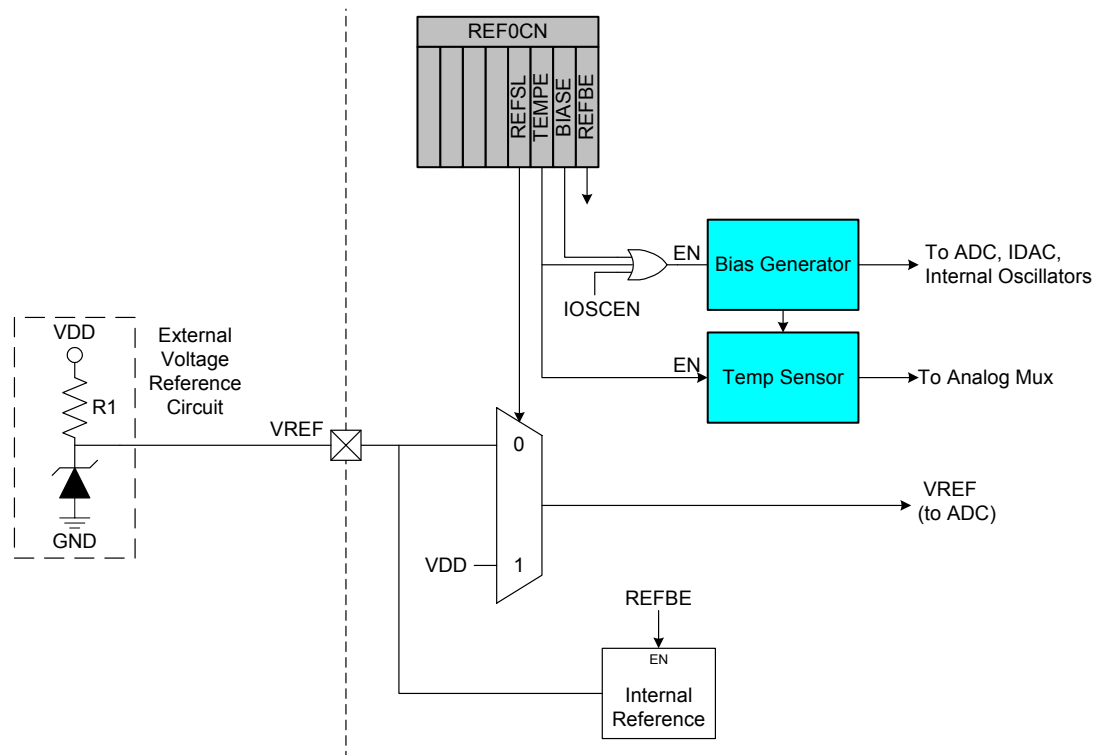 REF0CN
REFSL
TEMPE
BIASE
REFBE
EN
Bias Generator
To ADC, IDAC,
Internal Oscillators
IOSCEN
EN
Temp Sensor
To Analog Mux
VDD
R1
GND
External
Voltage
Reference
Circuit
VREF
0
VREF
(to ADC)
VDD
1
REFBE
EN
Internal
Reference